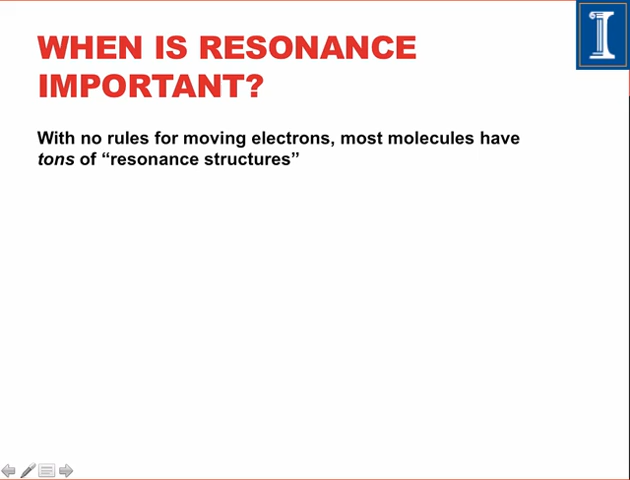 WHEN IS RESONANCE
IMPORTANT?
With no rules for moving electrons, most molecules have
tons of “resonance structures”